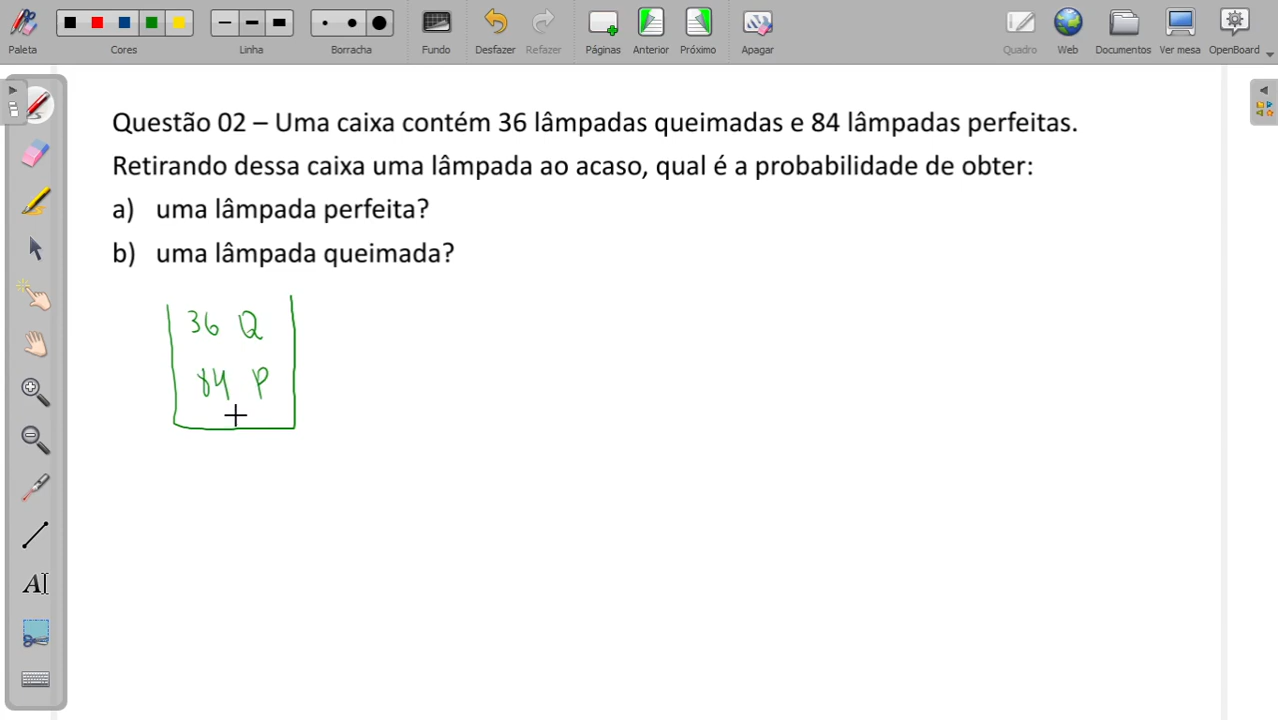 Paleta Cores Linha Borracha Fundo Desfazer Refazer Páginas Anterior Próximo Apagar Quadro Web Documentos Ver mesa OpenBoard
Questão 02 – Uma caixa contém 36 lâmpadas queimadas e 84 lâmpadas perfeitas.
Retirando dessa caixa uma lâmpada ao acaso, qual é a probabilidade de obter:
a) uma lâmpada perfeita?
b) uma lâmpada queimada?
36 Q
84 P